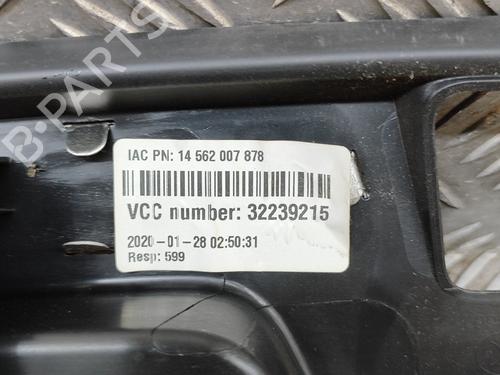 B-PARTS
IAC PN: 14 562 007 878
VCC number: 32239215
2020-01-28 02:50:31
Resp: 599